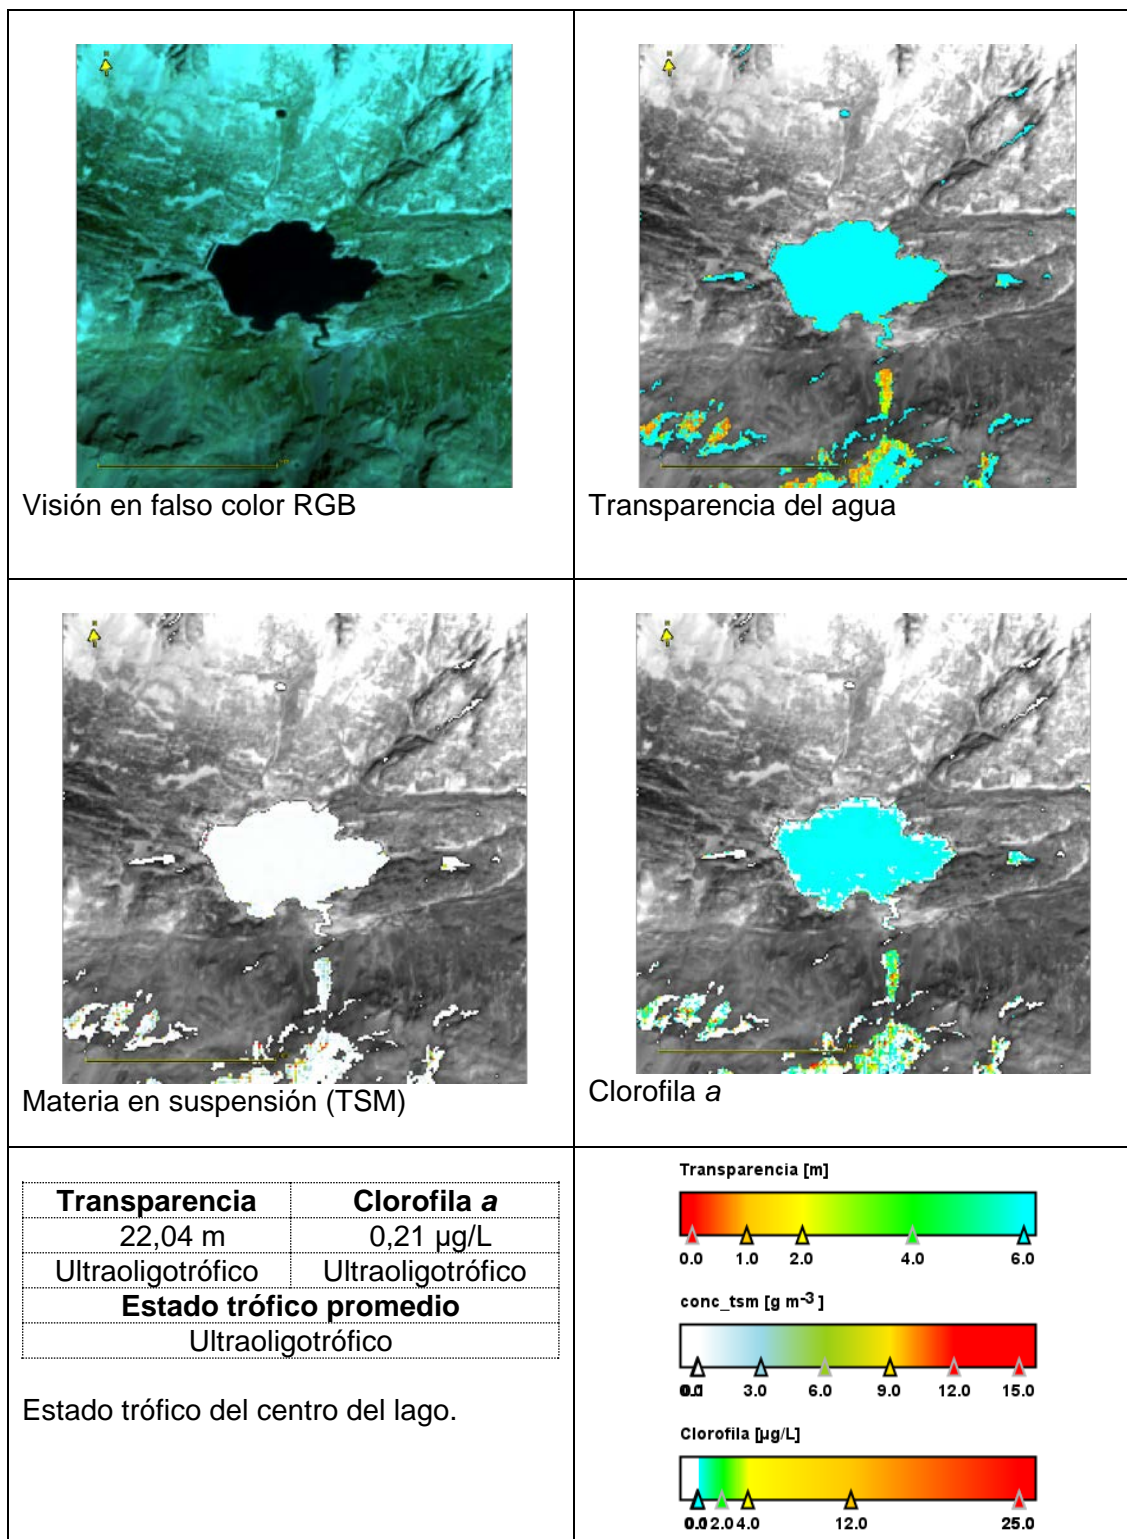 Visión en falso color RGB
Transparencia del agua
Materia en suspensión (TSM)
Clorofila a
Transparencia
Clorofila a
22,04 m
0,21 µg/L
Ultraoligotrófico
Ultraoligotrófico
Estado trófico promedio
Ultraoligotrófico
Estado trófico del centro del lago.
Transparencia [m]
0.0 1.0 2.0 4.0 6.0
conc_tsm [g m-3]
3.0 6.0 9.0 12.0 15.0
Clorofila [µg/L]
2.0 4.0 12.0 25.0